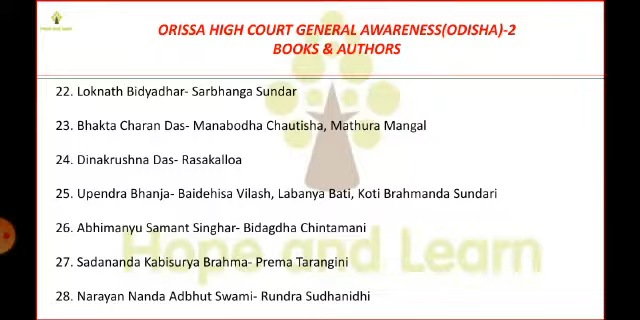 Hope and Learn
ORISSA HIGH COURT GENERAL AWARENESS(ODISHA)-2
BOOKS & AUTHORS
22. Loknath Bidyadhar- Sarbhanga Sundar
23. Bhakta Charan Das- Manabodha Chautisha, Mathura Mangal
24. Dinakrushna Das- Rasakalloa
25. Upendra Bhanja- Baidehisa Vilash, Labanya Bati, Koti Brahmanda Sundari
26. Abhimanyu Samant Singhar- Bidagdha Chintamani
Hope and Learn
27. Sadananda Kabisurya Brahma- Prema Tarangini
28. Narayan Nanda Adbhut Swami- Rundra Sudhanidhi